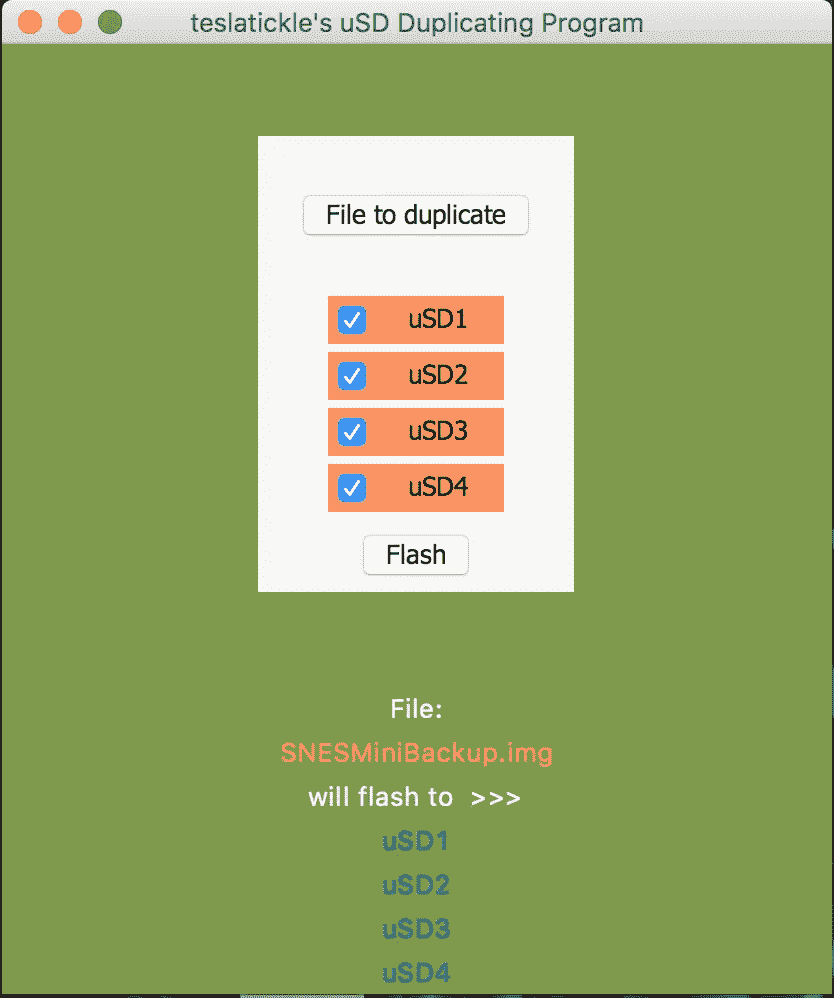 teslatickle's uSD Duplicating Program
File to duplicate
uSD1
uSD2
uSD3
uSD4
Flash
File:
SNESMiniBackup.img
will flash to >>>
uSD1
uSD2
uSD3
uSD4